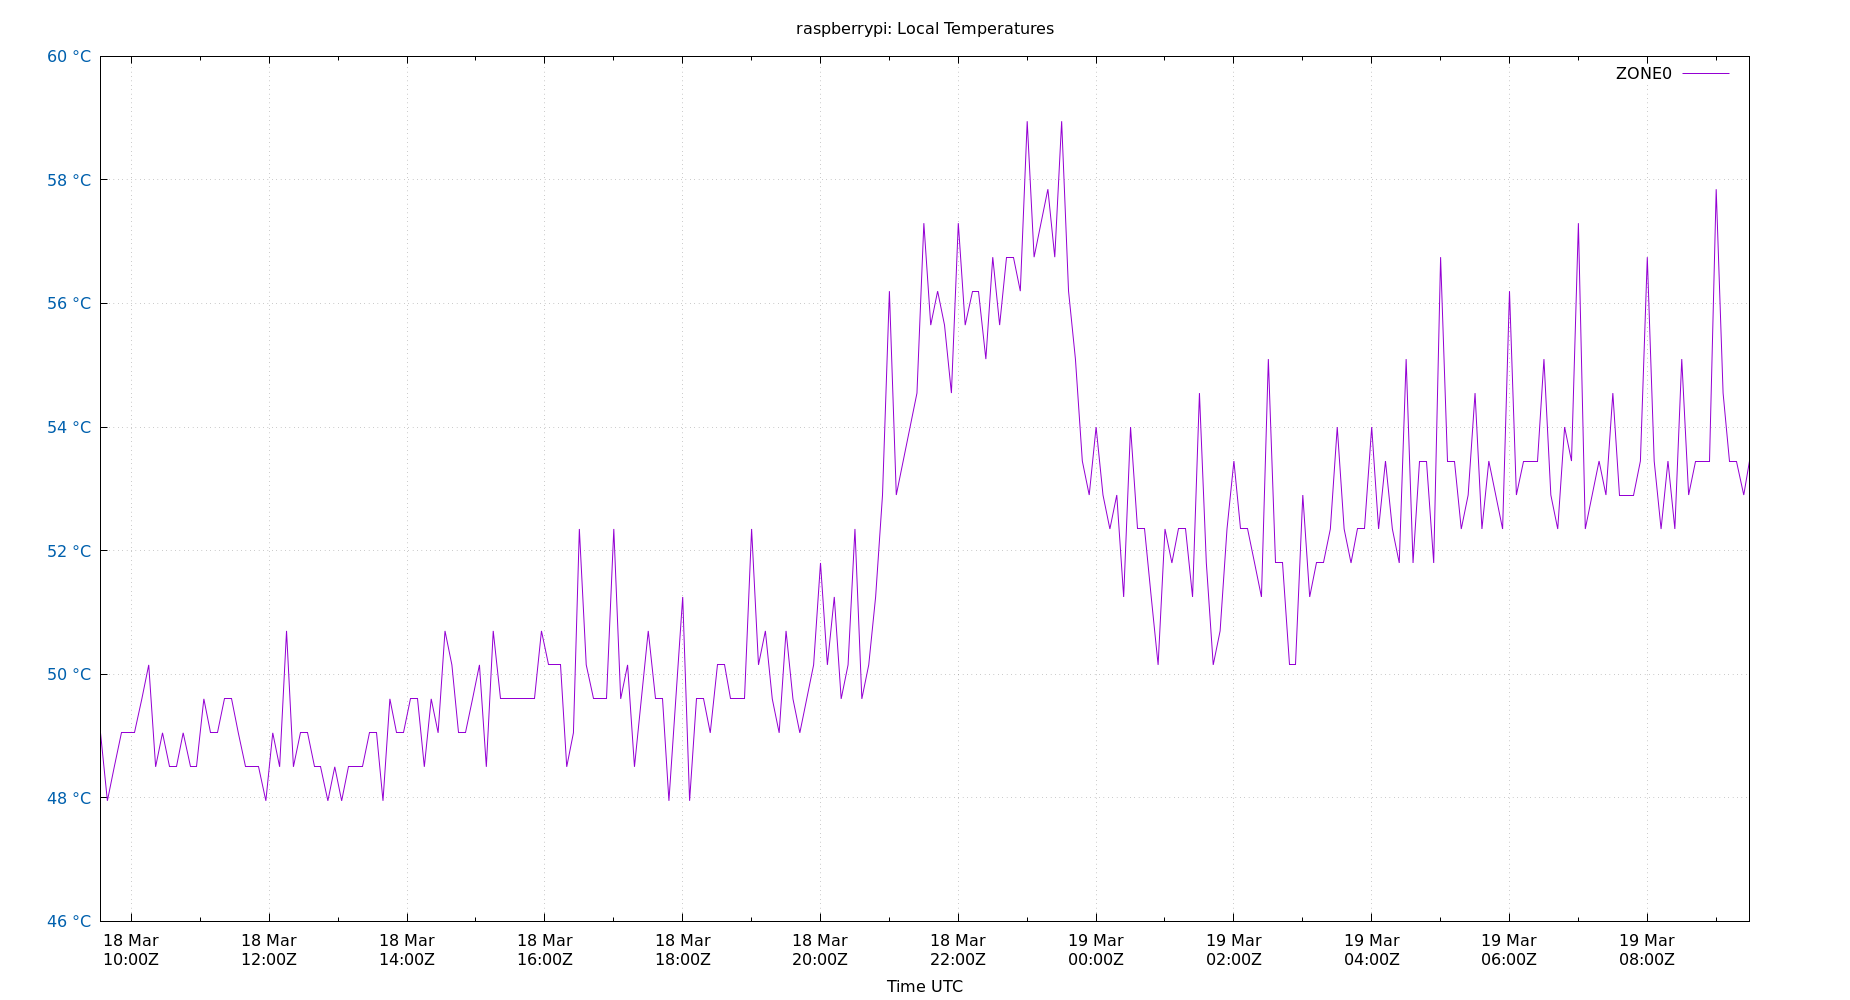 raspberrypi: Local Temperatures
60 °C
ZONE0
58 °C
56 °C
54 °C
52 °C
50 °C
48 °C
46 °C
18 Mar 18 Mar 18 Mar 18 Mar 18 Mar 18 Mar 18 Mar 19 Mar 19 Mar 19 Mar 19 Mar 19 Mar
10:00Z 12:00Z 14:00Z 16:00Z 18:00Z 20:00Z 22:00Z 00:00Z 02:00Z 04:00Z 06:00Z 08:00Z
Time UTC